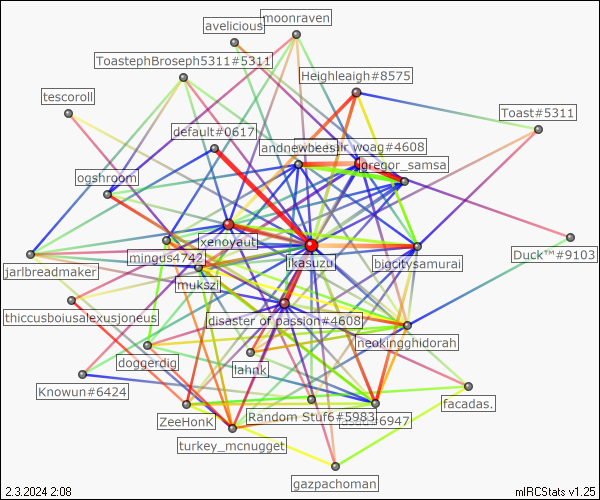 moonraven
avelicious
ToastephBroseph5311#5311
Heighleaigh#8575
tescoroll
Toast#5311
default#0617
andnewbees
woag#4608
gregor_samsa
ogshroom
xenoyaut
Duck™#9103
mingus4742
ikasuzu
bigcitysamurai
jarlbreadmaker
mukszi
thiccusboiusalexusjoneus
disaster of passion#4608
neokingghidorah
doggerdig
lahnk
Knowun#6424
facadas.
ZeeHonK
Random Stuf6#5983
#6947
turkey_mcnugget
gazpachoman
2.3.2024 2:08
mIRCStats v1.25